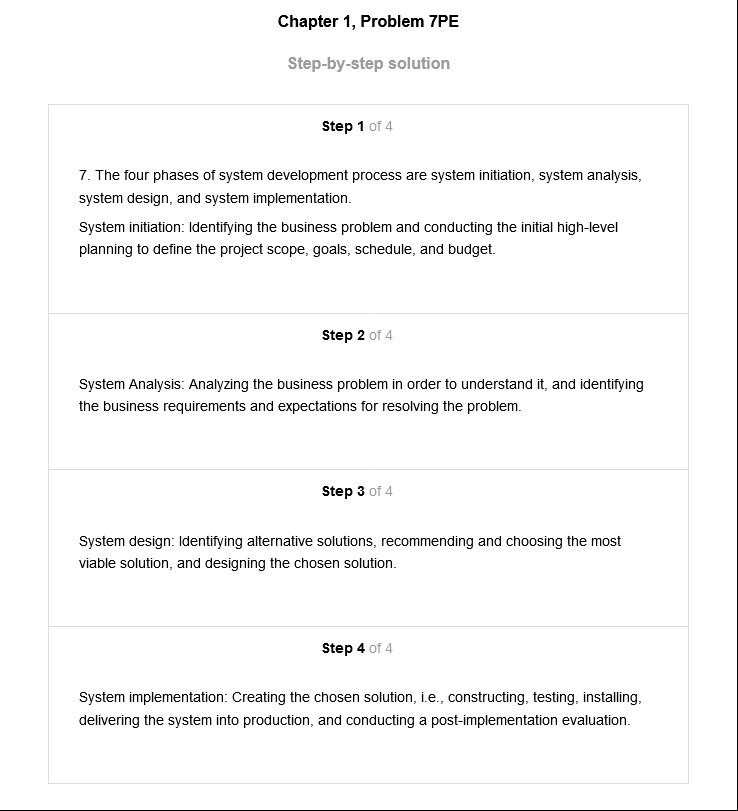 Chapter 1, Problem 7PE
Step-by-step solution
Step 1 of 4
7. The four phases of system development process are system initiation, system analysis,
system design, and system implementation.
System initiation: Identifying the business problem and conducting the initial high-level
planning to define the project scope, goals, schedule, and budget.
Step 2 of 4
System Analysis: Analyzing the business problem in order to understand it, and identifying
the business requirements and expectations for resolving the problem.
Step 3 of 4
System design: Identifying alternative solutions, recommending and choosing the most
viable solution, and designing the chosen solution.
Step 4 of 4
System implementation: Creating the chosen solution, i.e., constructing, testing, installing,
delivering the system into production, and conducting a post-implementation evaluation.